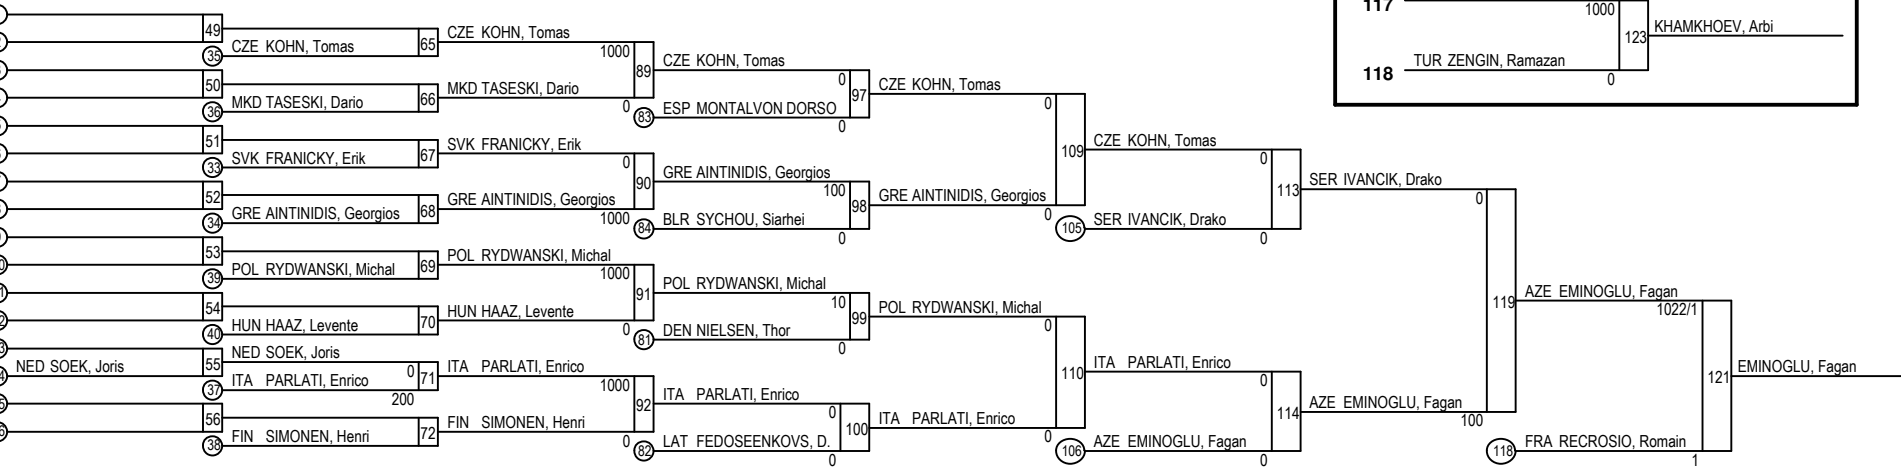 117
1000
123
KHAMKHOEV, Arbi
TUR ZENGIN, Ramazan
118
0
49
35
CZE KOHN, Tomas
65
CZE KOHN, Tomas
1000
89
CZE KOHN, Tomas
0
97
CZE KOHN, Tomas
0
50
36
MKD TASESKI, Dario
66
MKD TASESKI, Dario
0
83
ESP MONTALVON DORSO
0
109
CZE KOHN, Tomas
0
51
33
SVK FRANICKY, Erik
67
SVK FRANICKY, Erik
0
90
GRE AINTINIDIS, Georgios
100
98
GRE AINTINIDIS, Georgios
0
113
SER IVANCIK, Drako
0
52
34
GRE AINTINIDIS, Georgios
68
GRE AINTINIDIS, Georgios
1000
84
BLR SYCHOU, Siarhei
0
105
SER IVANCIK, Drako
0
53
39
POL RYDWANSKI, Michal
69
POL RYDWANSKI, Michal
1000
91
POL RYDWANSKI, Michal
10
99
POL RYDWANSKI, Michal
0
119
AZE EMINOGLU, Fagan
1022/1
54
40
HUN HAAZ, Levente
70
HUN HAAZ, Levente
0
81
DEN NIELSEN, Thor
0
110
ITA PARLATI, Enrico
0
NED SOEK, Joris
55
NED SOEK, Joris
0
37
ITA PARLATI, Enrico
200
71
ITA PARLATI, Enrico
1000
92
ITA PARLATI, Enrico
0
100
ITA PARLATI, Enrico
0
114
AZE EMINOGLU, Fagan
100
121
EMINOGLU, Fagan
56
38
FIN SIMONEN, Henri
72
FIN SIMONEN, Henri
0
82
LAT FEDOSEENKOVS, D.
0
106
AZE EMINOGLU, Fagan
0
118
FRA RECROSIO, Romain
1